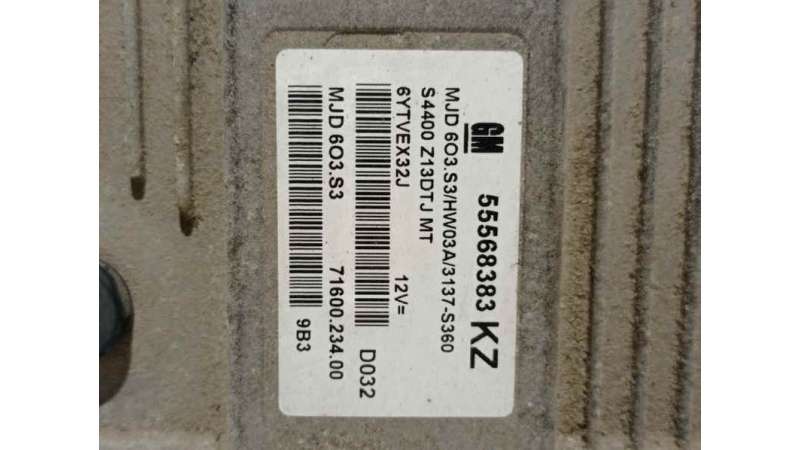 GM 55568383 KZ
MJD 6O3.S3/HW03A/3137-S360
S4400 Z13DTJ MT
6YTVEX32J 12V=
D032
MJD 6O3.S3 71600.234.00
9B3